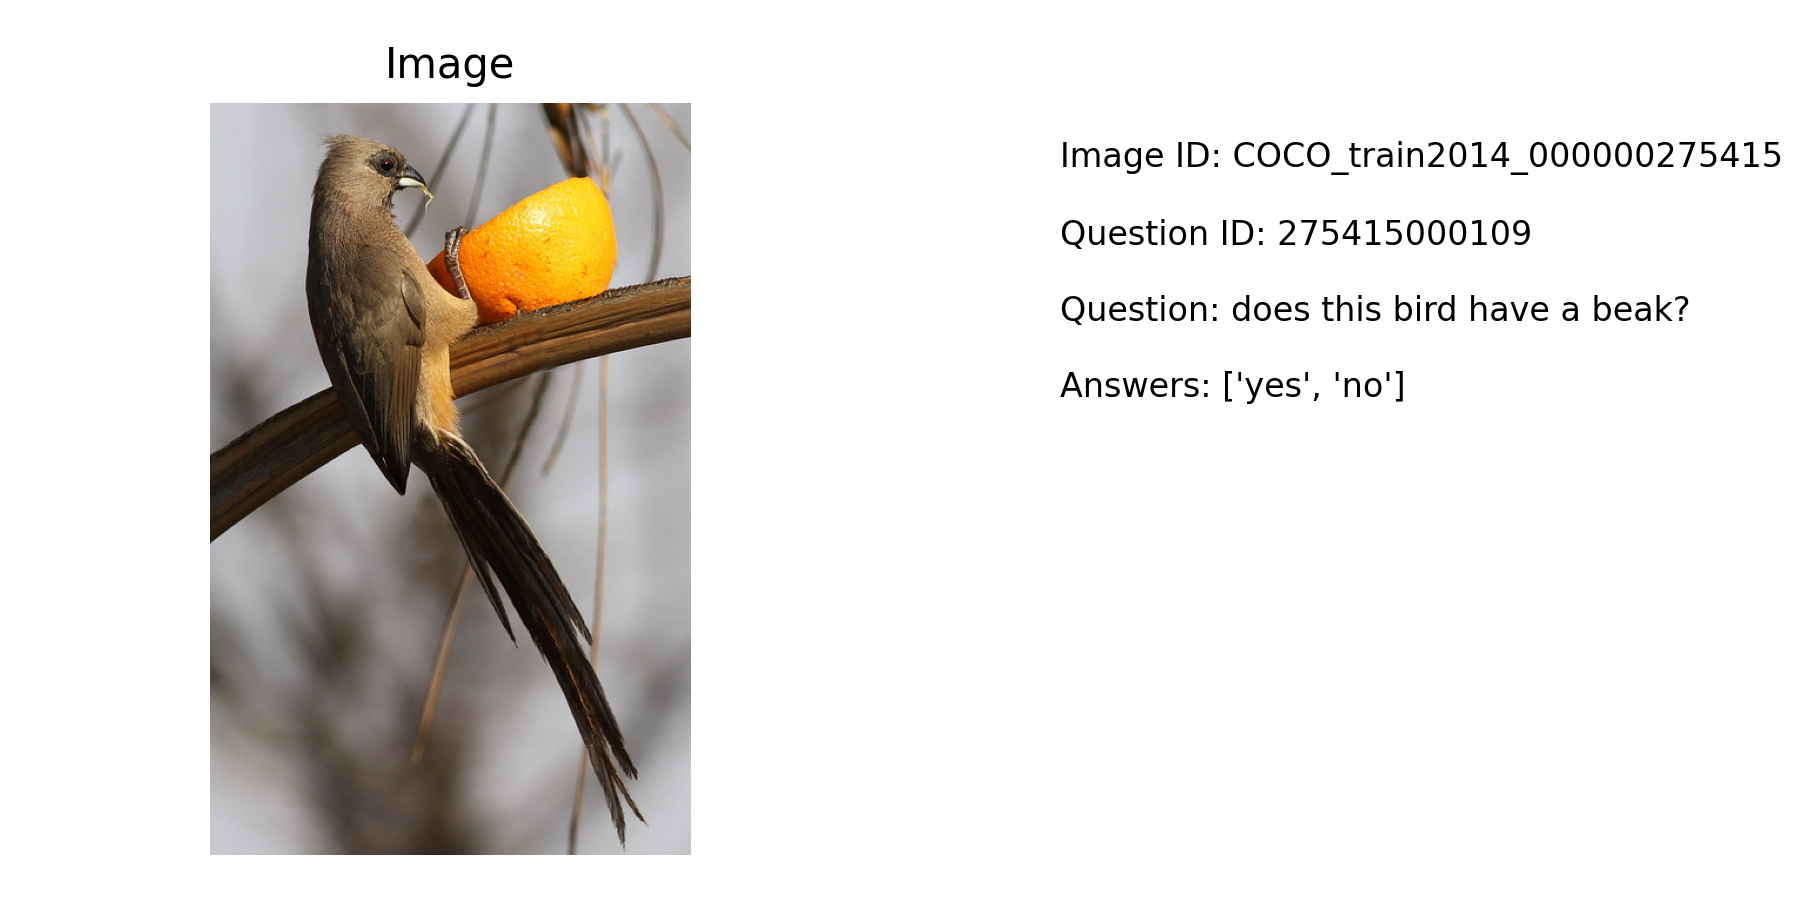 Image
Image ID: COCO_train2014_000000275415
Question ID: 275415000109
Question: does this bird have a beak?
Answers: ['yes', 'no']